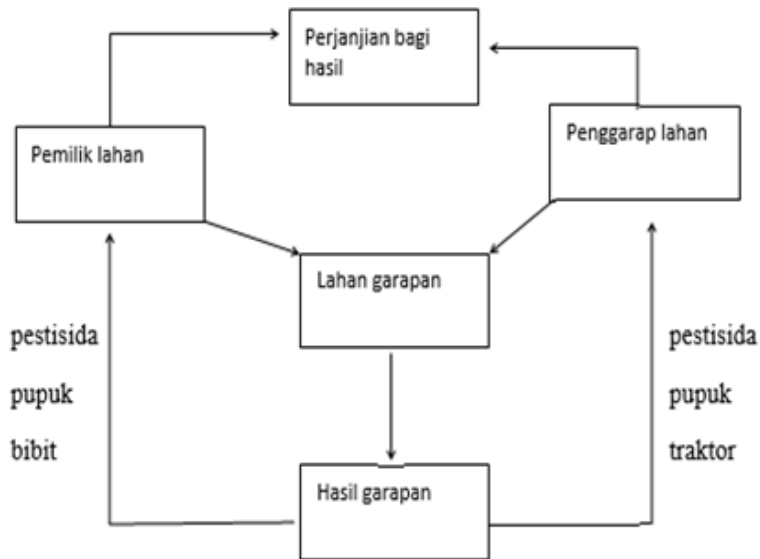 Perjanjian bagi
hasil
Pemilik lahan
Penggarap lahan
Lahan garapan
pestisida
pupuk
bibit
pestisida
pupuk
traktor
Hasil garapan